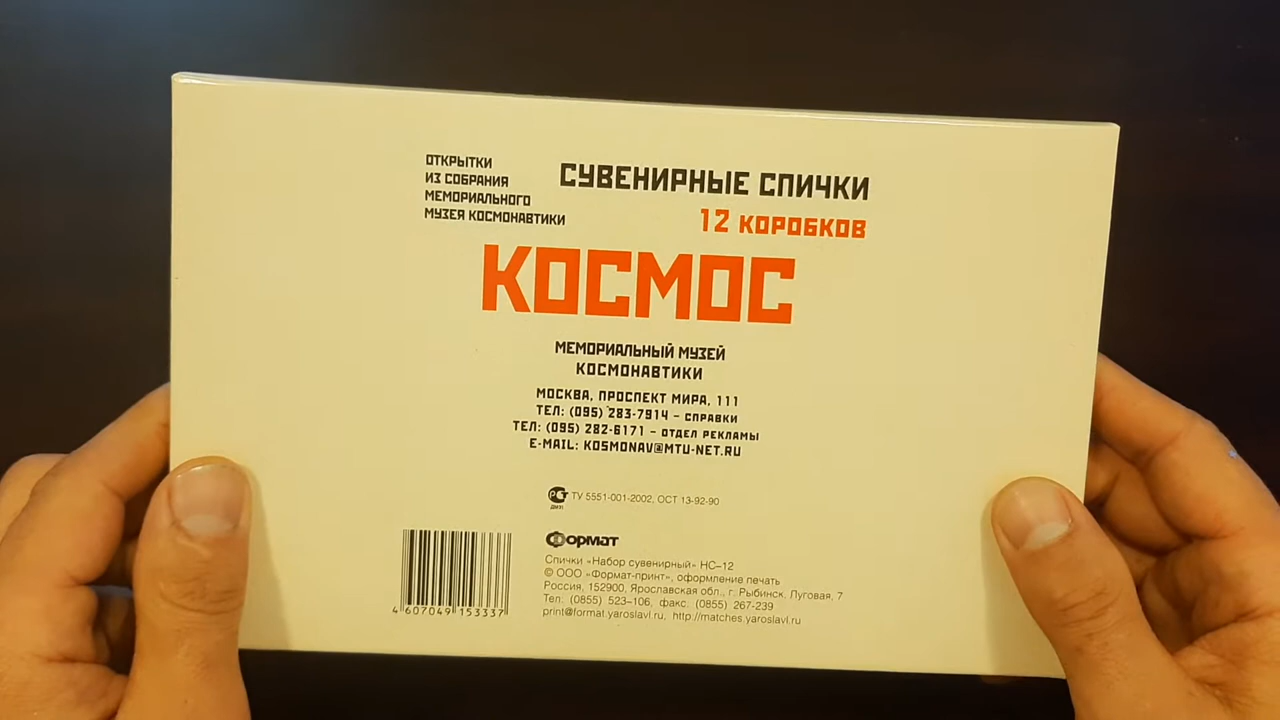 ОТКРЫТКИ
ИЗ СОБРАНИЯ
МЕМОРИАЛЬНОГО
МУЗЕЯ КОСМОНАВТИКИ
СУВЕНИРНЫЕ СПИЧКИ
12 КОРОБКОВ
КОСМОС
МЕМОРИАЛЬНЫЙ МУЗЕЙ
КОСМОНАВТИКИ
МОСКВА, ПРОСПЕКТ МИРА, 111
ТЕЛ: (095) 283-7914 – СПРАВКИ
ТЕЛ: (095) 282-6171 – ОТДЕЛ РЕКЛАМЫ
E-MAIL: KOSMONAV@MTU-NET.RU
TV 5551-001-2002, ОСТ 13-92-90
Формат
Спички «Набор сувенирный» НС–12
© ООО «Формат-принт», оформление печать
Россия, 152900, Ярославская обл., г. Рыбинск, Луговая, 7
Тел. (0855) 523–106, факс. (0855) 267-239
print@format.yaroslavl.ru, http://matches.yaroslavl.ru
4 607049 153337